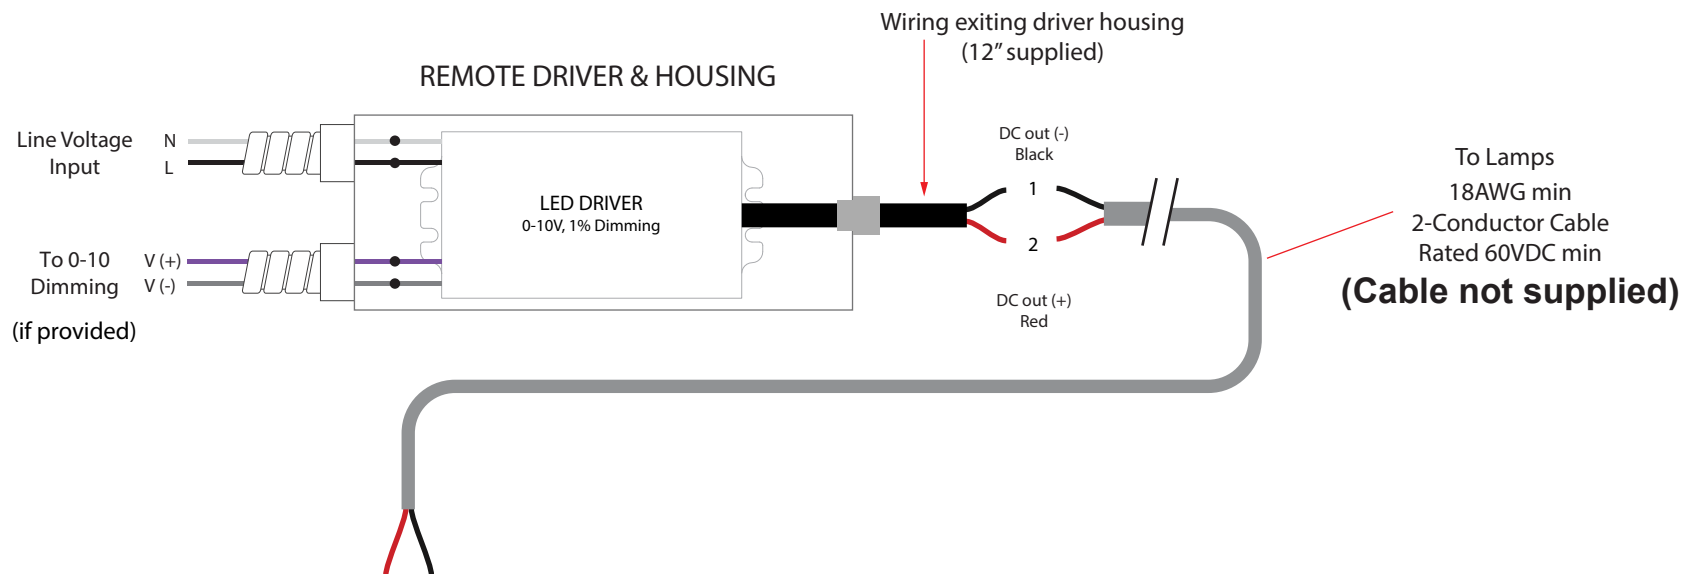 Wiring exiting driver housing
(12” supplied)
REMOTE DRIVER & HOUSING
Line Voltage
Input
N
L
LED DRIVER
0-10V, 1% Dimming
To 0-10
Dimming
V (+)
V (-)
(if provided)
DC out (-)
Black
1
2
DC out (+)
Red
To Lamps
18AWG min
2-Conductor Cable
Rated 60VDC min
(Cable not supplied)